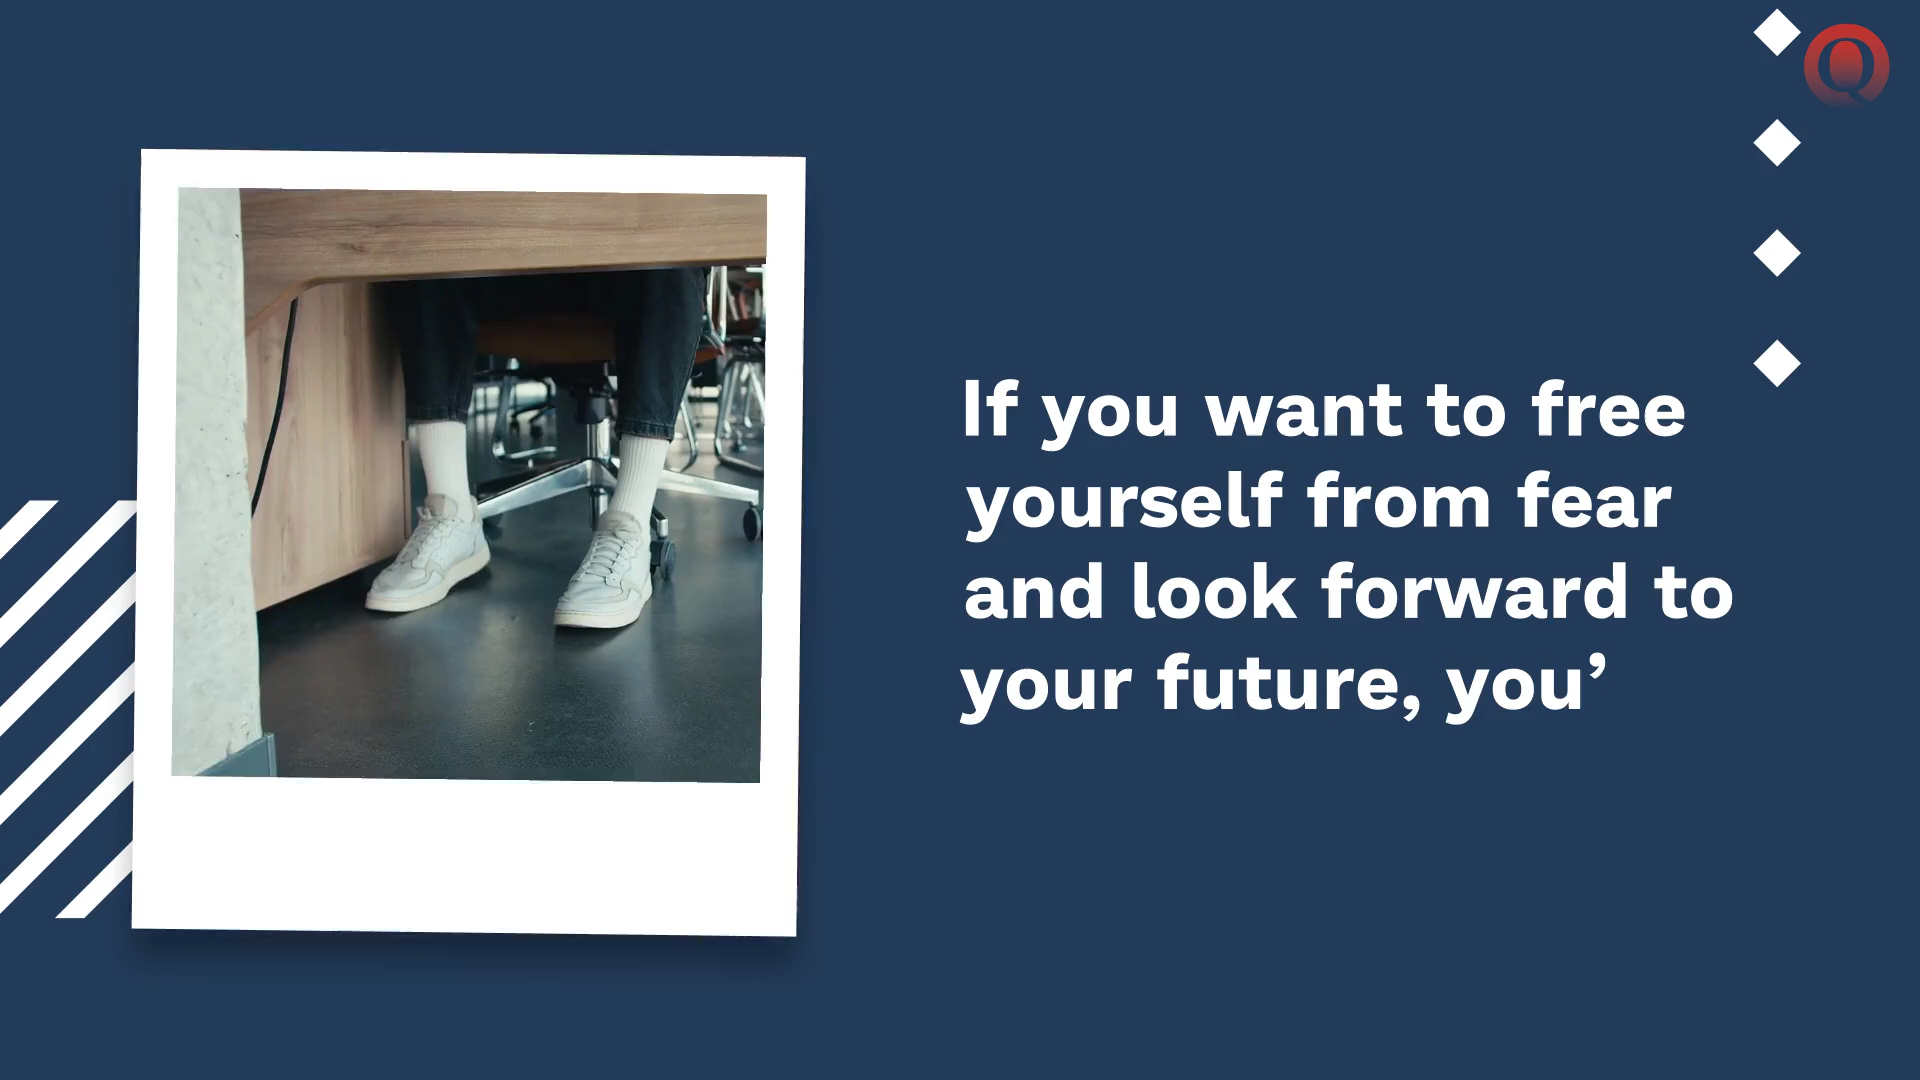 Q
If you want to free
yourself from fear
and look forward to
your future, you’